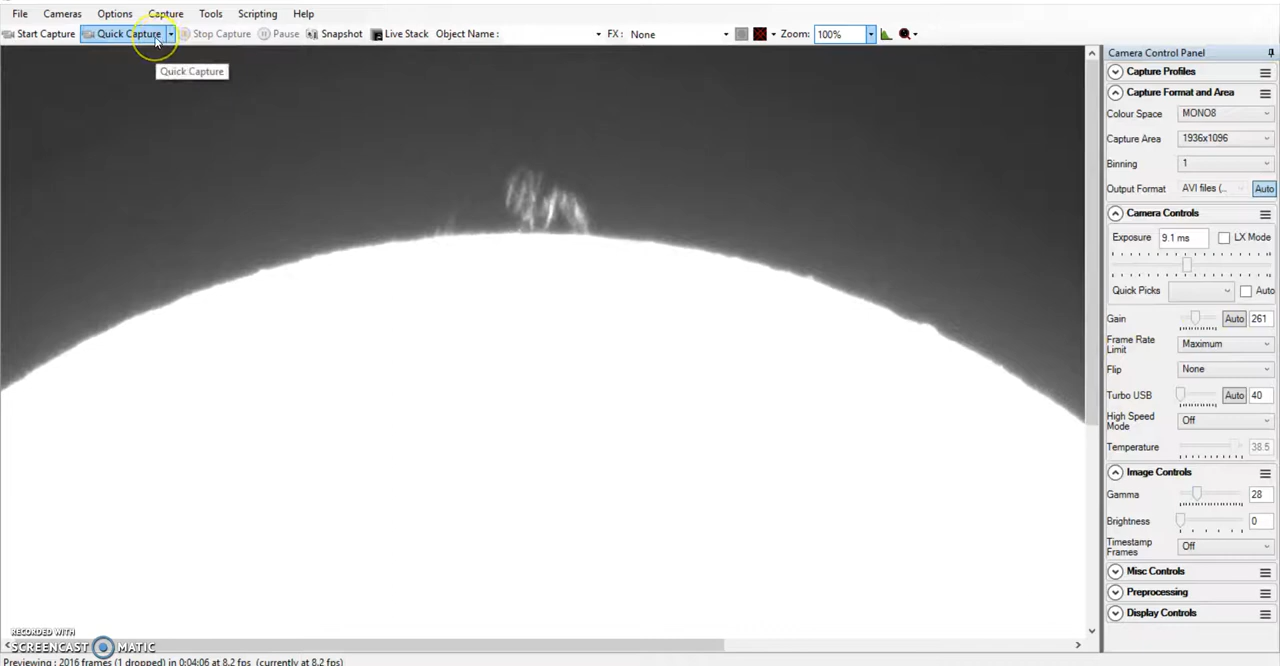 File Cameras Options Capture Tools Scripting Help
Start Capture Quick Capture Stop Capture Pause Snapshot Live Stack Object Name : FX : None Zoom: 100%
Quick Capture
Camera Control Panel
Capture Profiles
Capture Format and Area
Colour Space MONO8
Capture Area 1936x1096
Binning 1
Output Format AVI files (.. Auto
Camera Controls
Exposure 9.1 ms LX Mode
Quick Picks Auto
Gain Auto 261
Frame Rate Limit Maximum
Flip None
Turbo USB Auto 40
High Speed Mode Off
Temperature 38.5
Image Controls
Gamma 28
Brightness 0
Timestamp Frames Off
Misc Controls
Preprocessing
Display Controls
RECORDED WITH
SCREENCAST MATIC
Previewing : 2016 frames (1 dropped) in 0:04:06 at 8.2 fps (currently at 8.2 fps)